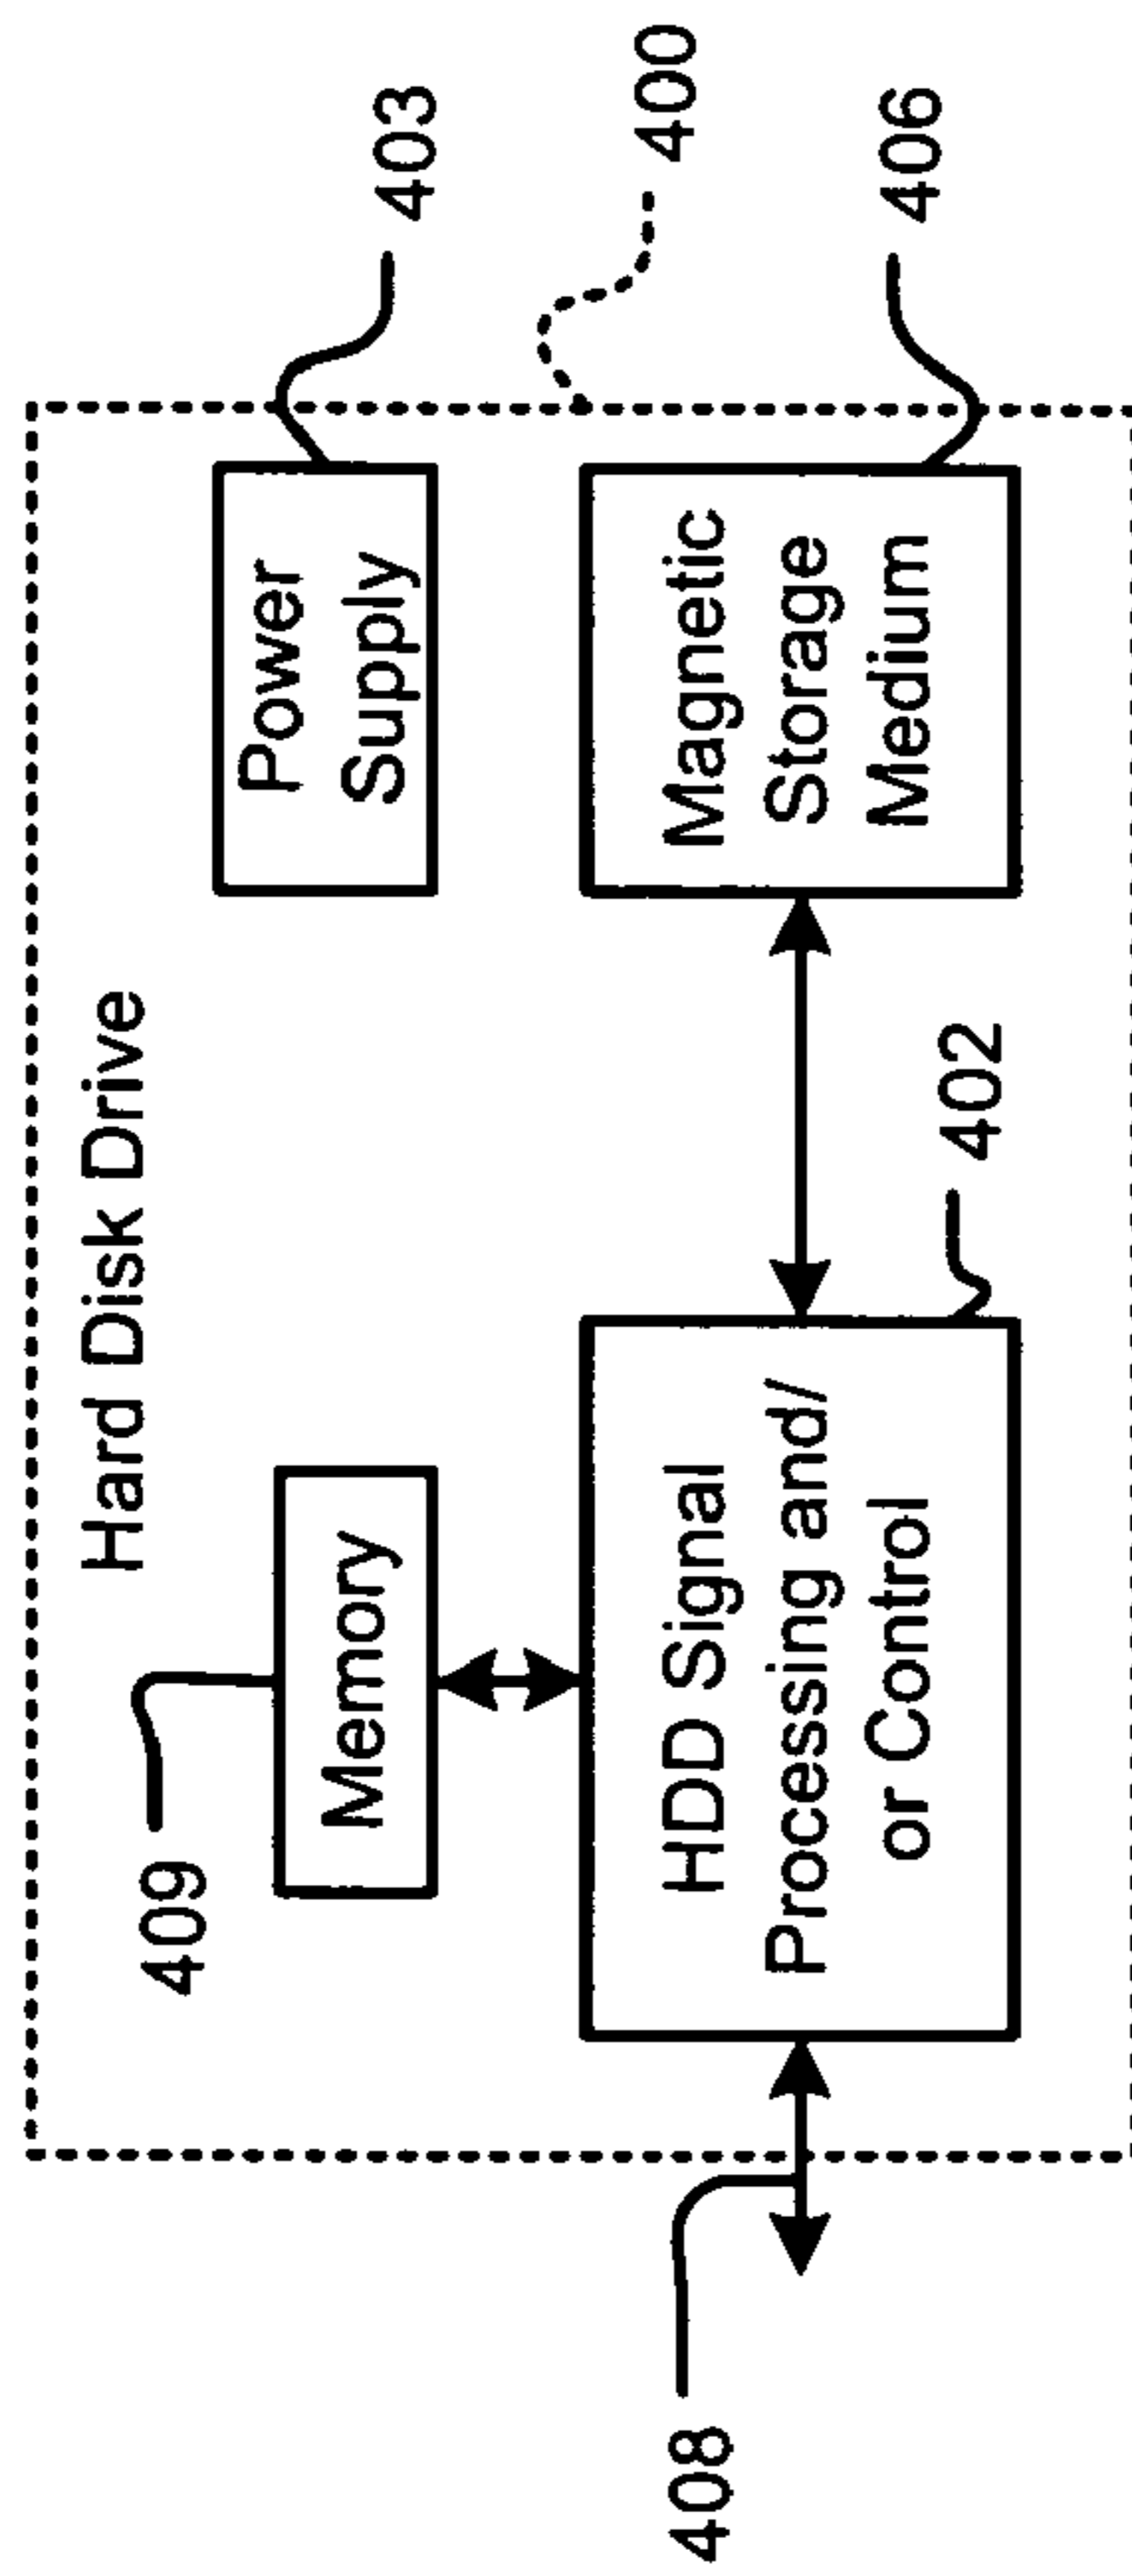 Hard Disk Drive
409
Memory
Power
Supply
403
400
408
HDD Signal
Processing and/
or Control
402
Magnetic
Storage
Medium
406